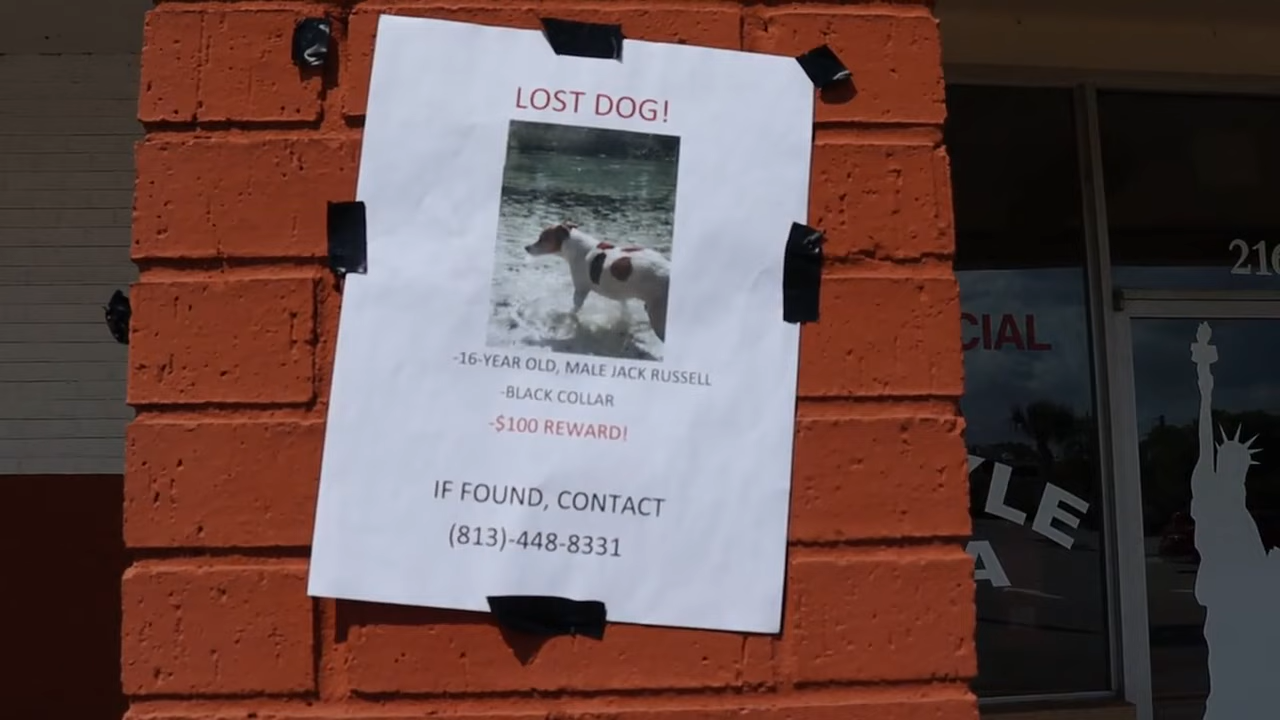 LOST DOG!
-16-YEAR OLD, MALE JACK RUSSELL
-BLACK COLLAR
-$100 REWARD!
IF FOUND, CONTACT
(813)-448-8331
216
CIAL
YLE
A